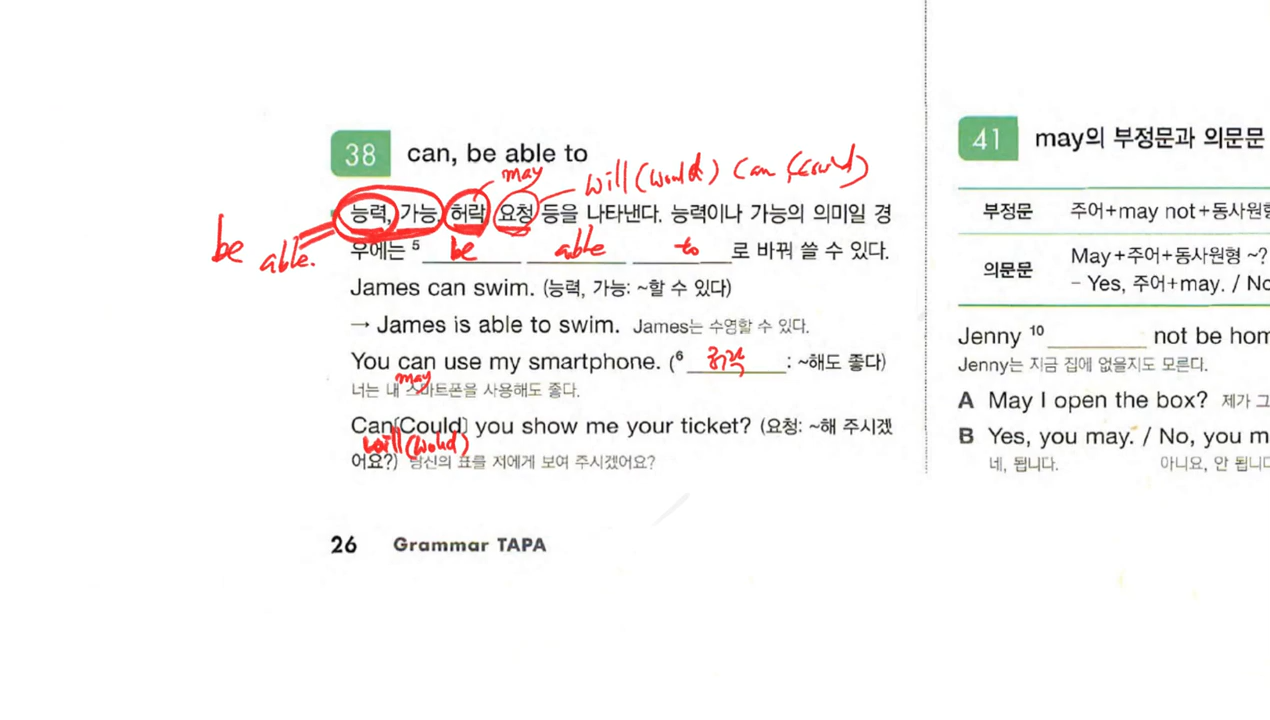 38 can, be able to
may will(would) can (could)
능력, 가능, 허락 요청 등을 나타낸다. 능력이나 가능의 의미일 경
be able.
우에는 5 be able to 로 바꿔 쓸 수 있다.
James can swim. (능력, 가능: ~할 수 있다)
→ James is able to swim. James는 수영할 수 있다.
You can use my smartphone. (6 허락 : ~해도 좋다)
may
너는 내 스마트폰을 사용해도 좋다.
Can[Could] you show me your ticket? (요청: ~해 주시겠
will(would)
어요?) 당신의 표를 저에게 보여 주시겠어요?
26 Grammar TAPA
41 may의 부정문과 의문문
부정문 주어+may not+동사원형
의문문 May+주어+동사원형 ~?
– Yes, 주어+may. / No
Jenny 10 ________ not be hom
Jenny는 지금 집에 없을지도 모른다.
A May I open the box? 제가 그
B Yes, you may. / No, you m
네, 됩니다. 아니요, 안 됩니다